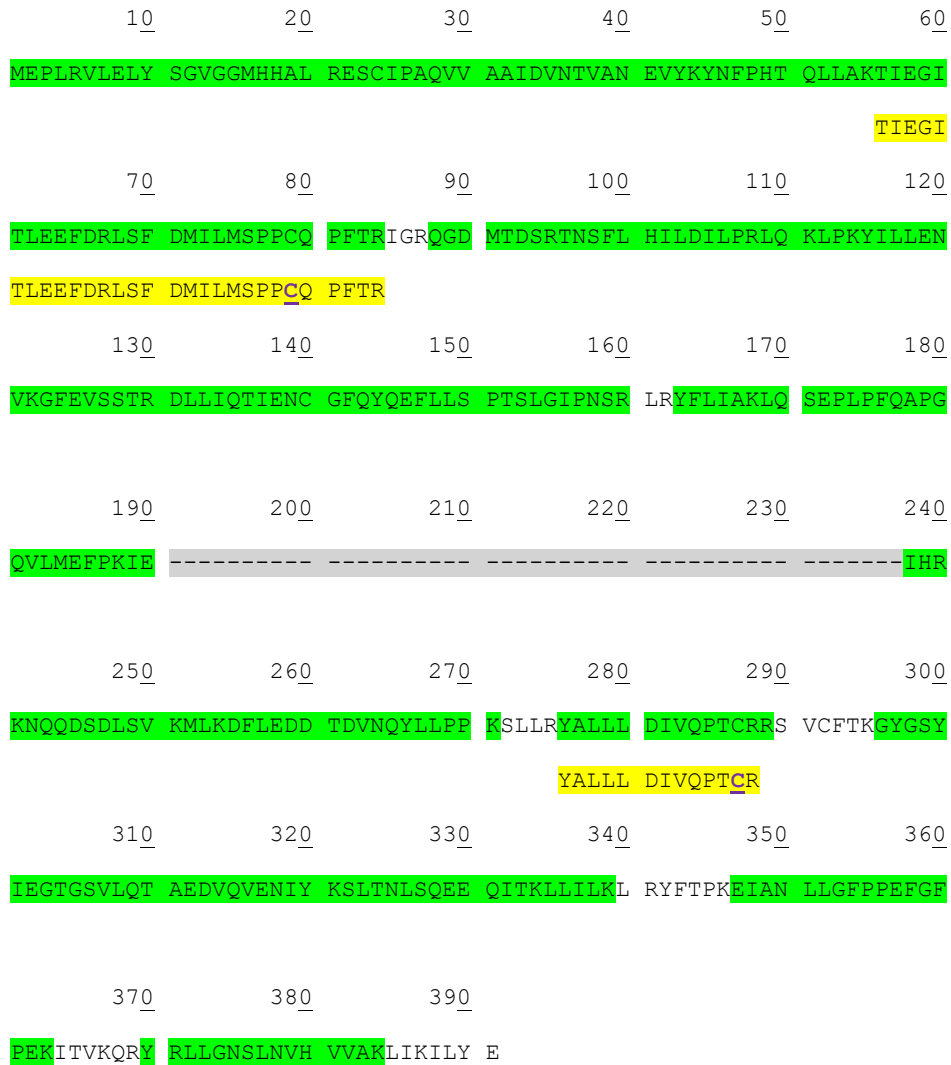 10 20 30 40 50 60
MEPLRVLELY SGVGGMHHAL RESCIPAQVV AAIDVNTVAN EVYKYNFPHT QLLAKTIEGI
TIEGI
70 80 90 100 110 120
TLEEFDRLSF DMILMSPPCQ PFTRIGRQGD MTDSRTNSFL HILDILPRLQ KLPKYILLEN
TLEEFDRLSF DMILMSPPCQ PFTR
130 140 150 160 170 180
VKGFEVSSTR DLLIQTIENC GFQYQEFLLS PTSLGIPNSR LRYFLIAKLQ SEPLPFQAPG
190 200 210 220 230 240
QVLMEFPKIE ---------- ---------- ---------- ---------- -------IHR
250 260 270 280 290 300
KNQQDSDLSV KMLKDFLEDD TDVNQYLLPP KSLLRYALLL DIVQPTCRRS VCFTKGYGSY
YALLL DIVQPTCR
310 320 330 340 350 360
IEGTGSVLQT AEDVQVENIY KSLTNLSQEE QITKLLILKL RYFTPKEIAN LLGFPPEFGF
370 380 390
PEKITVKQRY RLLGNSLNVH VVAKLIKILY E